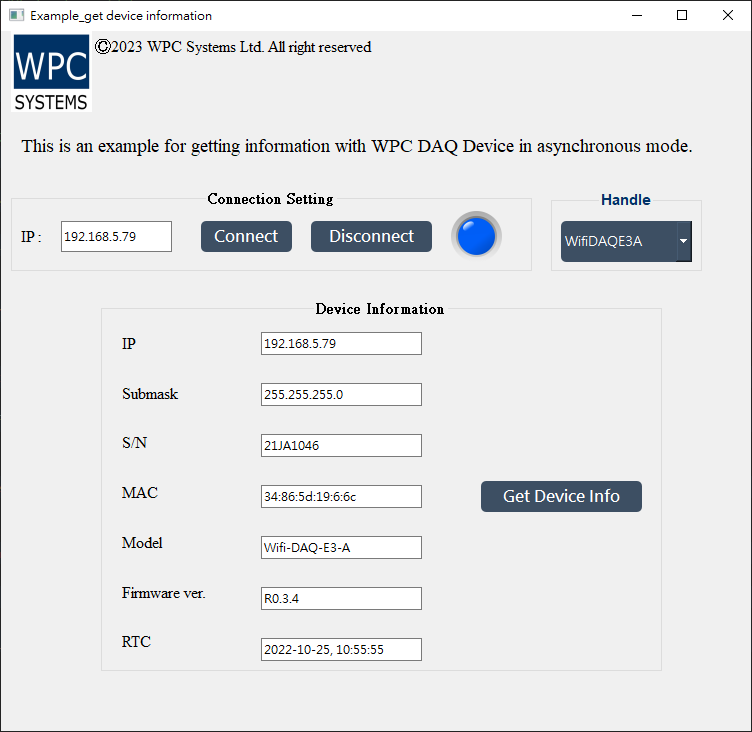 Example_get device information
WPC
SYSTEMS
©2023 WPC Systems Ltd. All right reserved
This is an example for getting information with WPC DAQ Device in asynchronous mode.
Connection Setting
IP :
192.168.5.79
Connect
Disconnect
Handle
WifiDAQE3A
Device Information
IP
192.168.5.79
Submask
255.255.255.0
S/N
21JA1046
MAC
34:86:5d:19:6:6c
Get Device Info
Model
Wifi-DAQ-E3-A
Firmware ver.
R0.3.4
RTC
2022-10-25, 10:55:55